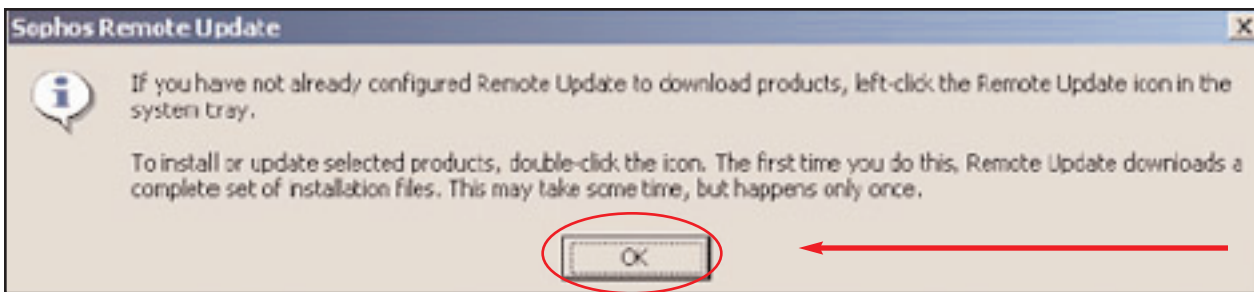 Sophos Remote Update
If you have not already configured Remote Update to download products, left-click the Remote Update icon in the
system tray.
To install or update selected products, double-click the icon. The first time you do this, Remote Update downloads a
complete set of installation files. This may take some time, but happens only once.
OK